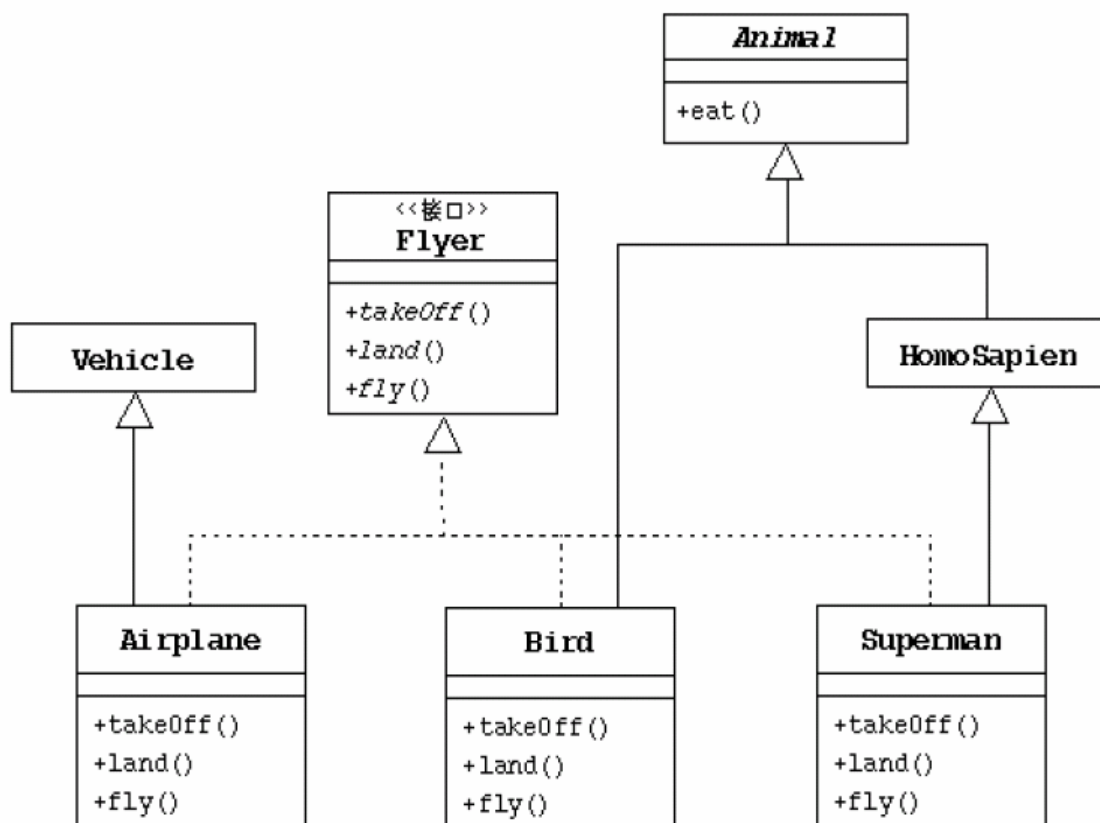 Animal
+eat()
<<接口>>
Flyer
+takeOff()
+land()
+fly()
Vehicle
HomoSapien
Airplane
+takeOff()
+land()
+fly()
Bird
+takeOff()
+land()
+fly()
Superman
+takeOff()
+land()
+fly()